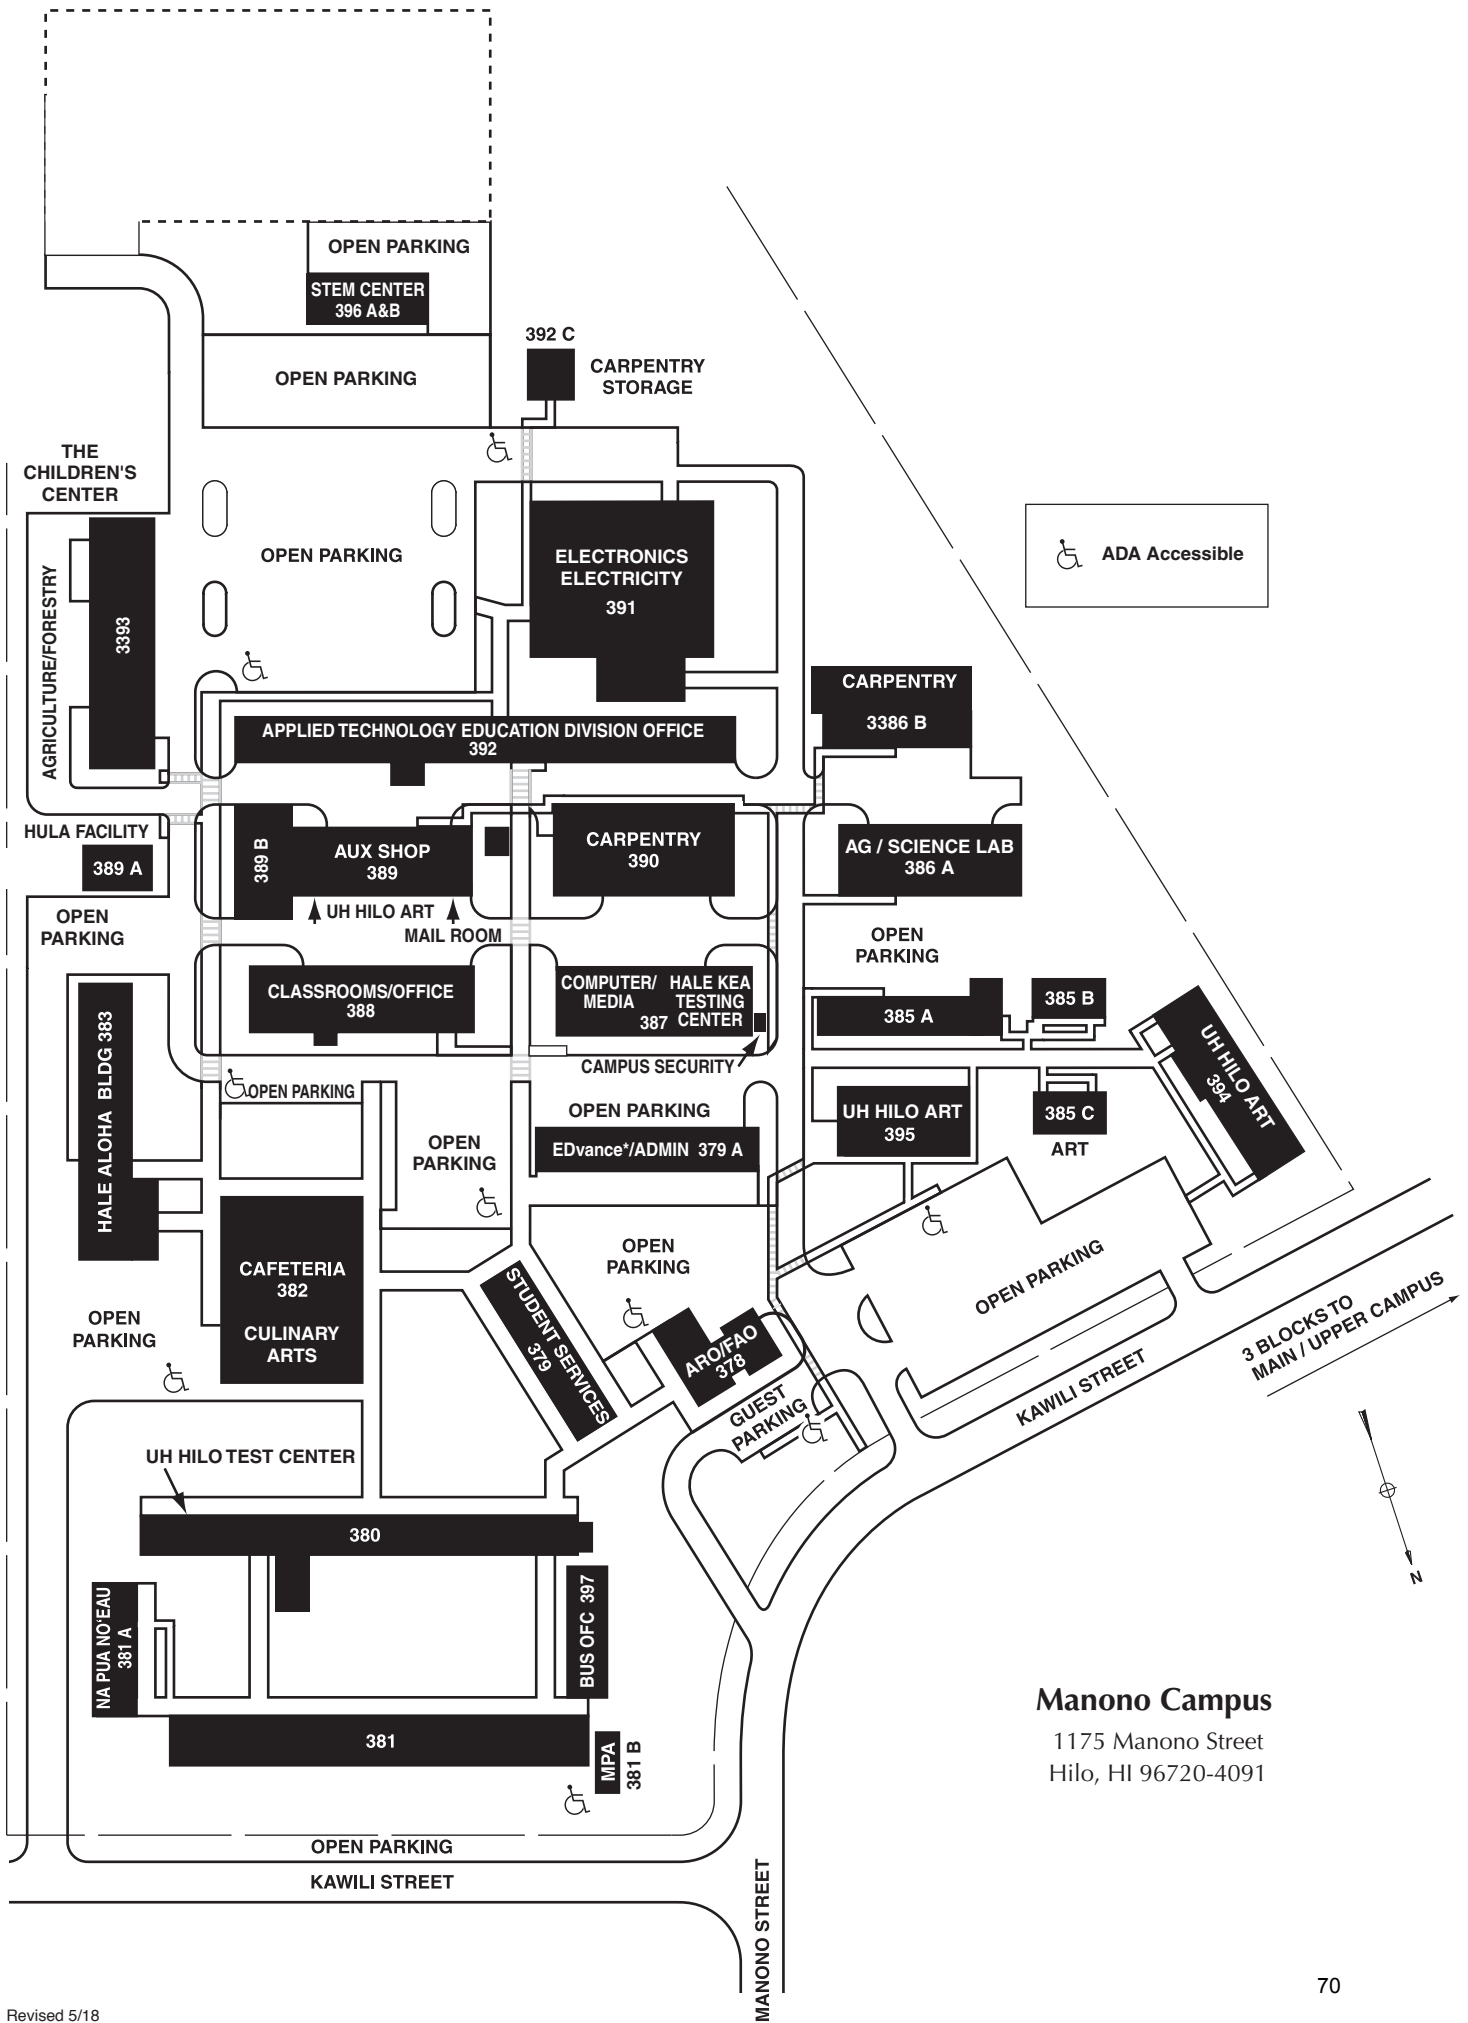 OPEN PARKING
STEM CENTER
396 A&B
392 C
CARPENTRY
STORAGE
OPEN PARKING
THE
CHILDREN'S
CENTER
AGRICULTURE/FORESTRY
3393
OPEN PARKING
ELECTRONICS
ELECTRICITY
391
ADA Accessible
CARPENTRY
3386 B
APPLIED TECHNOLOGY EDUCATION DIVISION OFFICE
392
HULA FACILITY
389 A
389 B
AUX SHOP
389
CARPENTRY
390
AG / SCIENCE LAB
386 A
UH HILO ART
MAIL ROOM
OPEN
PARKING
OPEN
PARKING
CLASSROOMS/OFFICE
388
COMPUTER/
MEDIA
387
HALE KEA
TESTING
CENTER
CAMPUS SECURITY
385 A
385 B
UH HILO ART
394
HALE ALOHA BLDG 383
OPEN PARKING
OPEN PARKING
OPEN
PARKING
EDvance*/ADMIN 379 A
UH HILO ART
395
385 C
ART
CAFETERIA
382
CULINARY
ARTS
OPEN
PARKING
STUDENT SERVICES
379
OPEN
PARKING
ARO/FAO
378
GUEST
PARKING
OPEN PARKING
3 BLOCKS TO
MAIN / UPPER CAMPUS
KAWILI STREET
UH HILO TEST CENTER
380
N
NA PUA NO'EAU
381 A
BUS OFC 397
381
MPA
381 B
Manono Campus
1175 Manono Street
Hilo, HI 96720-4091
OPEN PARKING
KAWILI STREET
MANONO STREET
70
Revised 5/18